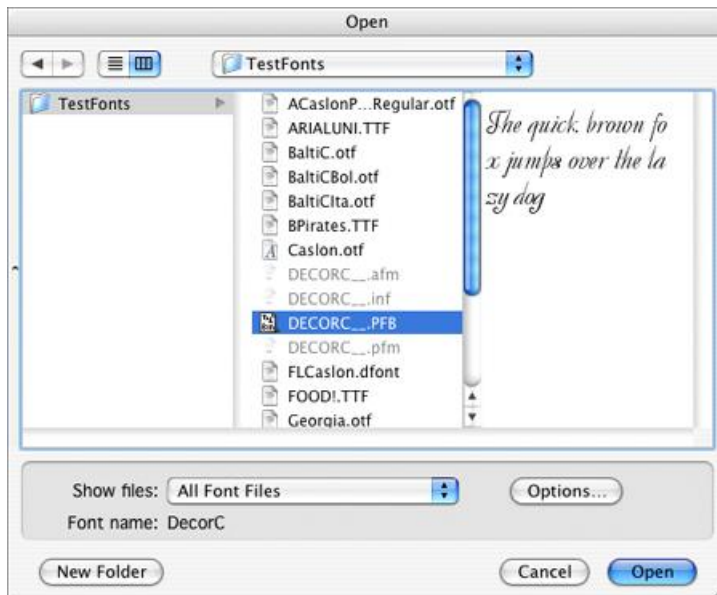 Open
TestFonts
TestFonts
ACaslonP...Regular.otf
ARIALUNI.TTF
BaltiC.otf
BaltiCBol.otf
BaltiCIta.otf
BPirates.TTF
Caslon.otf
DECORC__.afm
DECORC__.inf
DECORC__.PFB
DECORC__.pfm
FLCaslon.dfont
FOOD!.TTF
Georgia.otf
The quick brown fo
x jumps over the la
zy dog
Show files: All Font Files
Options...
Font name: DecorC
New Folder
Cancel
Open